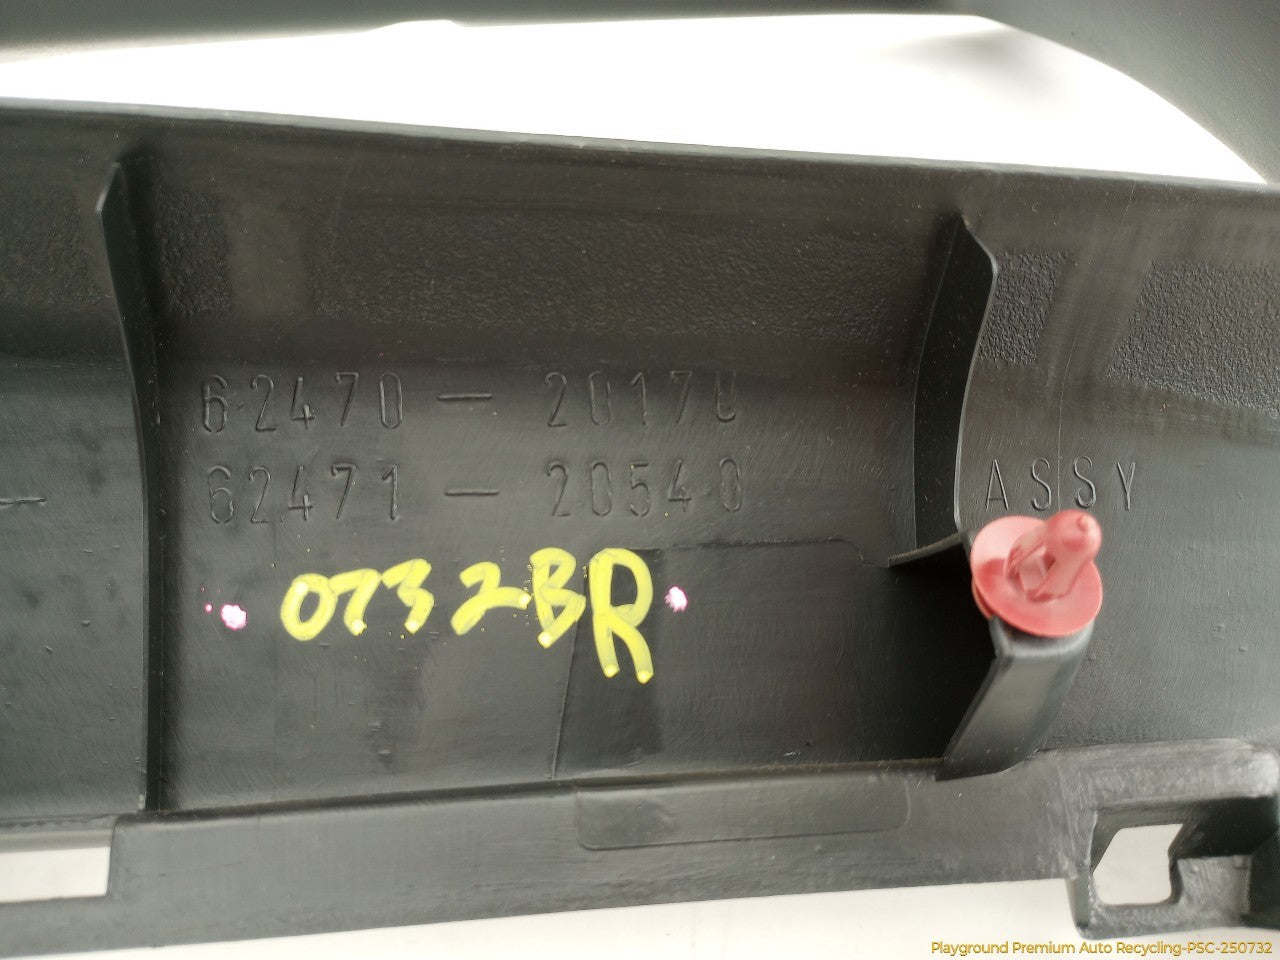 62470 — 20170
62471 — 20540
ASSY
0732BR
Playground Premium Auto Recycling-PSC-250732